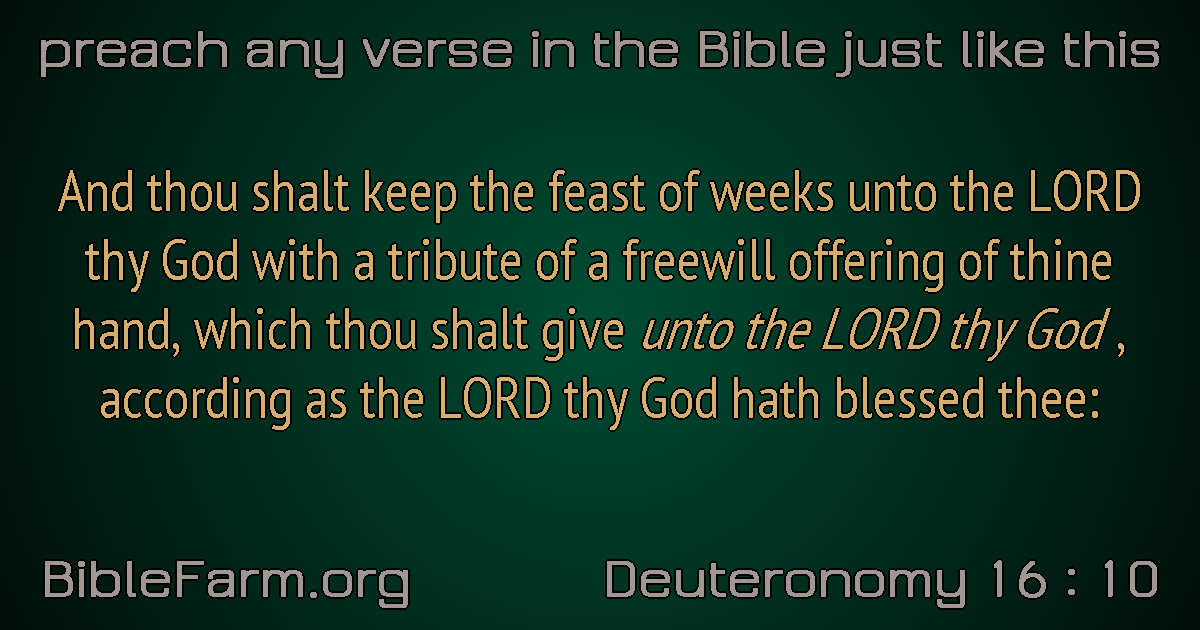 preach any verse in the Bible just like this
And thou shalt keep the feast of weeks unto the LORD
thy God with a tribute of a freewill offering of thine
hand, which thou shalt give unto the LORD thy God ,
according as the LORD thy God hath blessed thee:
BibleFarm.org
Deuteronomy 16 : 10